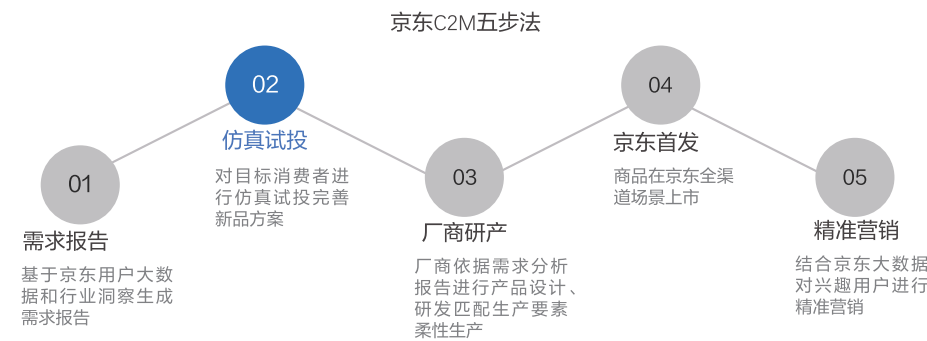 京东C2M五步法
01
需求报告
基于京东用户大数
据和行业洞察生成
需求报告
02
仿真试投
对目标消费者进
行仿真试投完善
新品方案
03
厂商研产
厂商依据需求分析
报告进行产品设计、
研发匹配生产要素
柔性生产
04
京东首发
商品在京东全渠
道场景上市
05
精准营销
结合京东大数据
对兴趣用户进行
精准营销